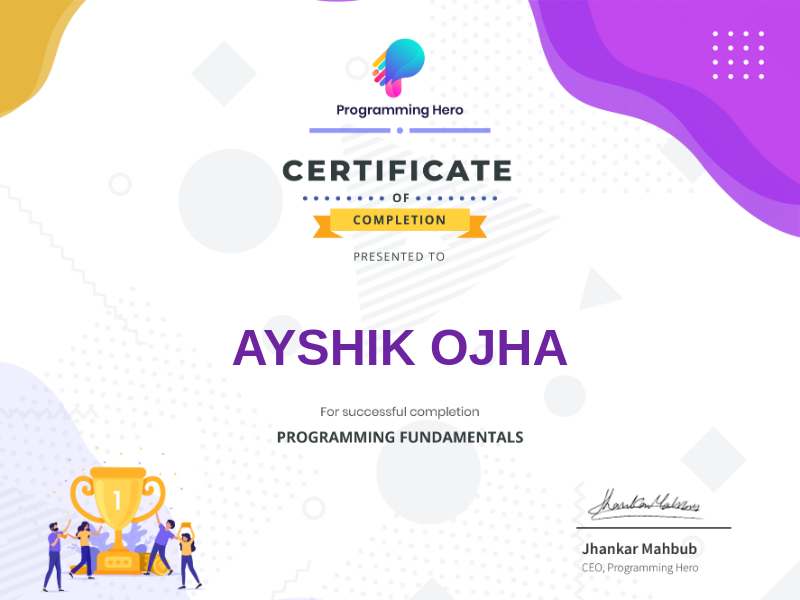 Programming Hero
CERTIFICATE
OF
COMPLETION
PRESENTED TO
AYSHIK OJHA
For successful completion
PROGRAMMING FUNDAMENTALS
1
Jhankar Mahbub
Jhankar Mahbub
CEO, Programming Hero